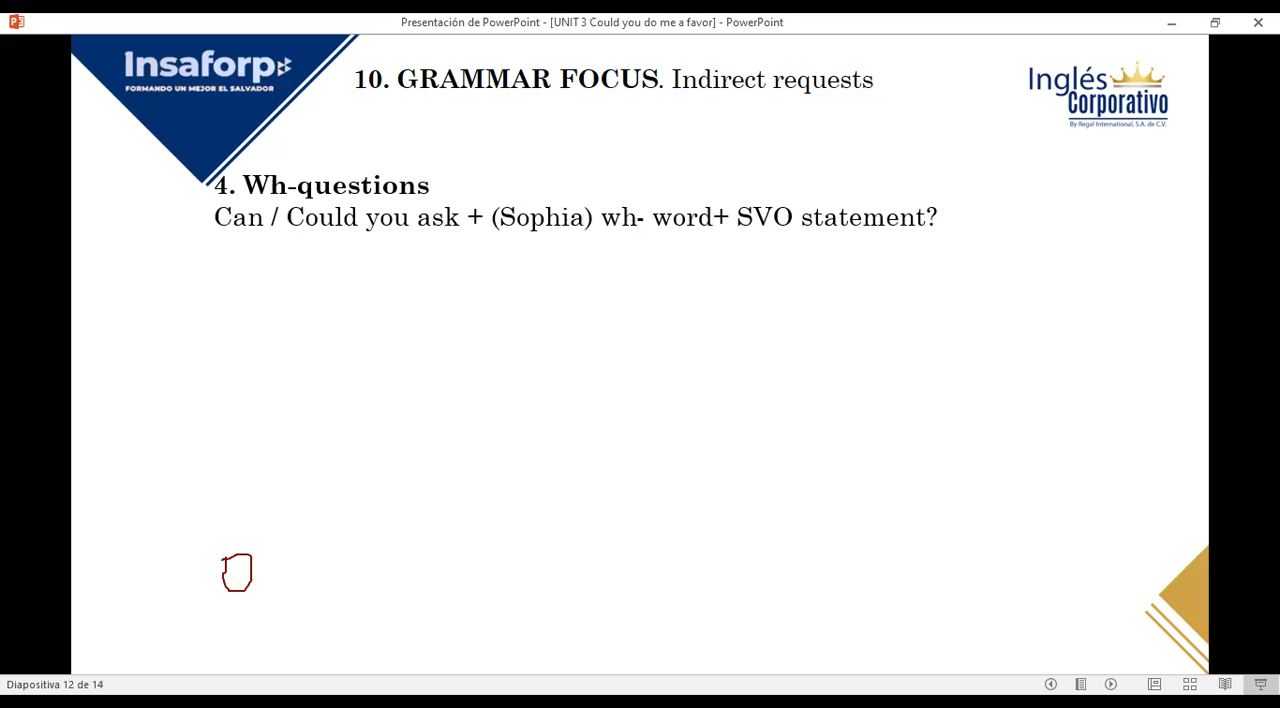 Presentación de PowerPoint - [UNIT 3 Could you do me a favor] - PowerPoint
Insaforp
FORMANDO UN MEJOR EL SALVADOR
10. GRAMMAR FOCUS. Indirect requests
Inglés
Corporativo
By Regal International, S.A. de C.V.
4. Wh-questions
Can / Could you ask + (Sophia) wh- word+ SVO statement?
Diapositiva 12 de 14